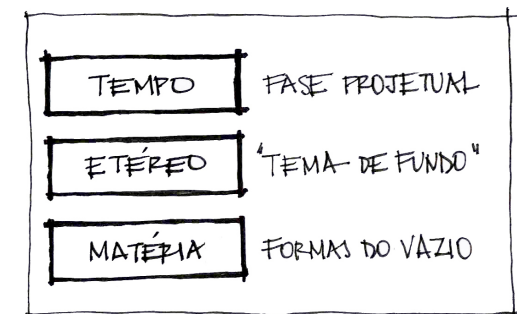 TEMPO FASE PROJETUAL
ETÉREO "TEMA DE FUNDO"
MATÉRIA FORMAS DO VAZIO